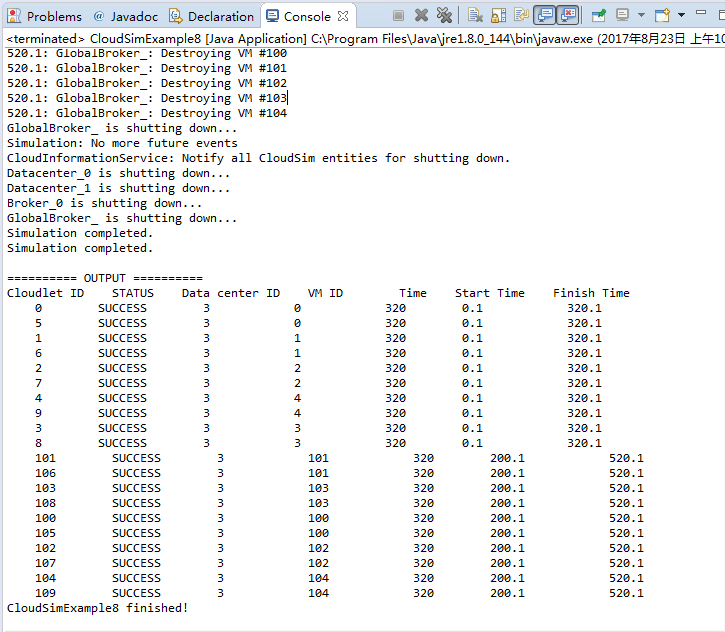 Problems @ Javadoc Declaration Console
<terminated> CloudSimExample8 [Java Application] C:\Program Files\Java\jre1.8.0_144\bin\javaw.exe (2017年8月23日 上午10
520.1: GlobalBroker_: Destroying VM #100
520.1: GlobalBroker_: Destroying VM #101
520.1: GlobalBroker_: Destroying VM #102
520.1: GlobalBroker_: Destroying VM #103
520.1: GlobalBroker_: Destroying VM #104
GlobalBroker_ is shutting down...
Simulation: No more future events
CloudInformationService: Notify all CloudSim entities for shutting down.
Datacenter_0 is shutting down...
Datacenter_1 is shutting down...
Broker_0 is shutting down...
GlobalBroker_ is shutting down...
Simulation completed.
Simulation completed.
========== OUTPUT ==========
Cloudlet ID STATUS Data center ID VM ID Time Start Time Finish Time
0 SUCCESS 3 0 320 0.1 320.1
5 SUCCESS 3 0 320 0.1 320.1
1 SUCCESS 3 1 320 0.1 320.1
6 SUCCESS 3 1 320 0.1 320.1
2 SUCCESS 3 2 320 0.1 320.1
7 SUCCESS 3 2 320 0.1 320.1
4 SUCCESS 3 4 320 0.1 320.1
9 SUCCESS 3 4 320 0.1 320.1
3 SUCCESS 3 3 320 0.1 320.1
8 SUCCESS 3 3 320 0.1 320.1
101 SUCCESS 3 101 320 200.1 520.1
106 SUCCESS 3 101 320 200.1 520.1
103 SUCCESS 3 103 320 200.1 520.1
108 SUCCESS 3 103 320 200.1 520.1
100 SUCCESS 3 100 320 200.1 520.1
105 SUCCESS 3 100 320 200.1 520.1
102 SUCCESS 3 102 320 200.1 520.1
107 SUCCESS 3 102 320 200.1 520.1
104 SUCCESS 3 104 320 200.1 520.1
109 SUCCESS 3 104 320 200.1 520.1
CloudSimExample8 finished!